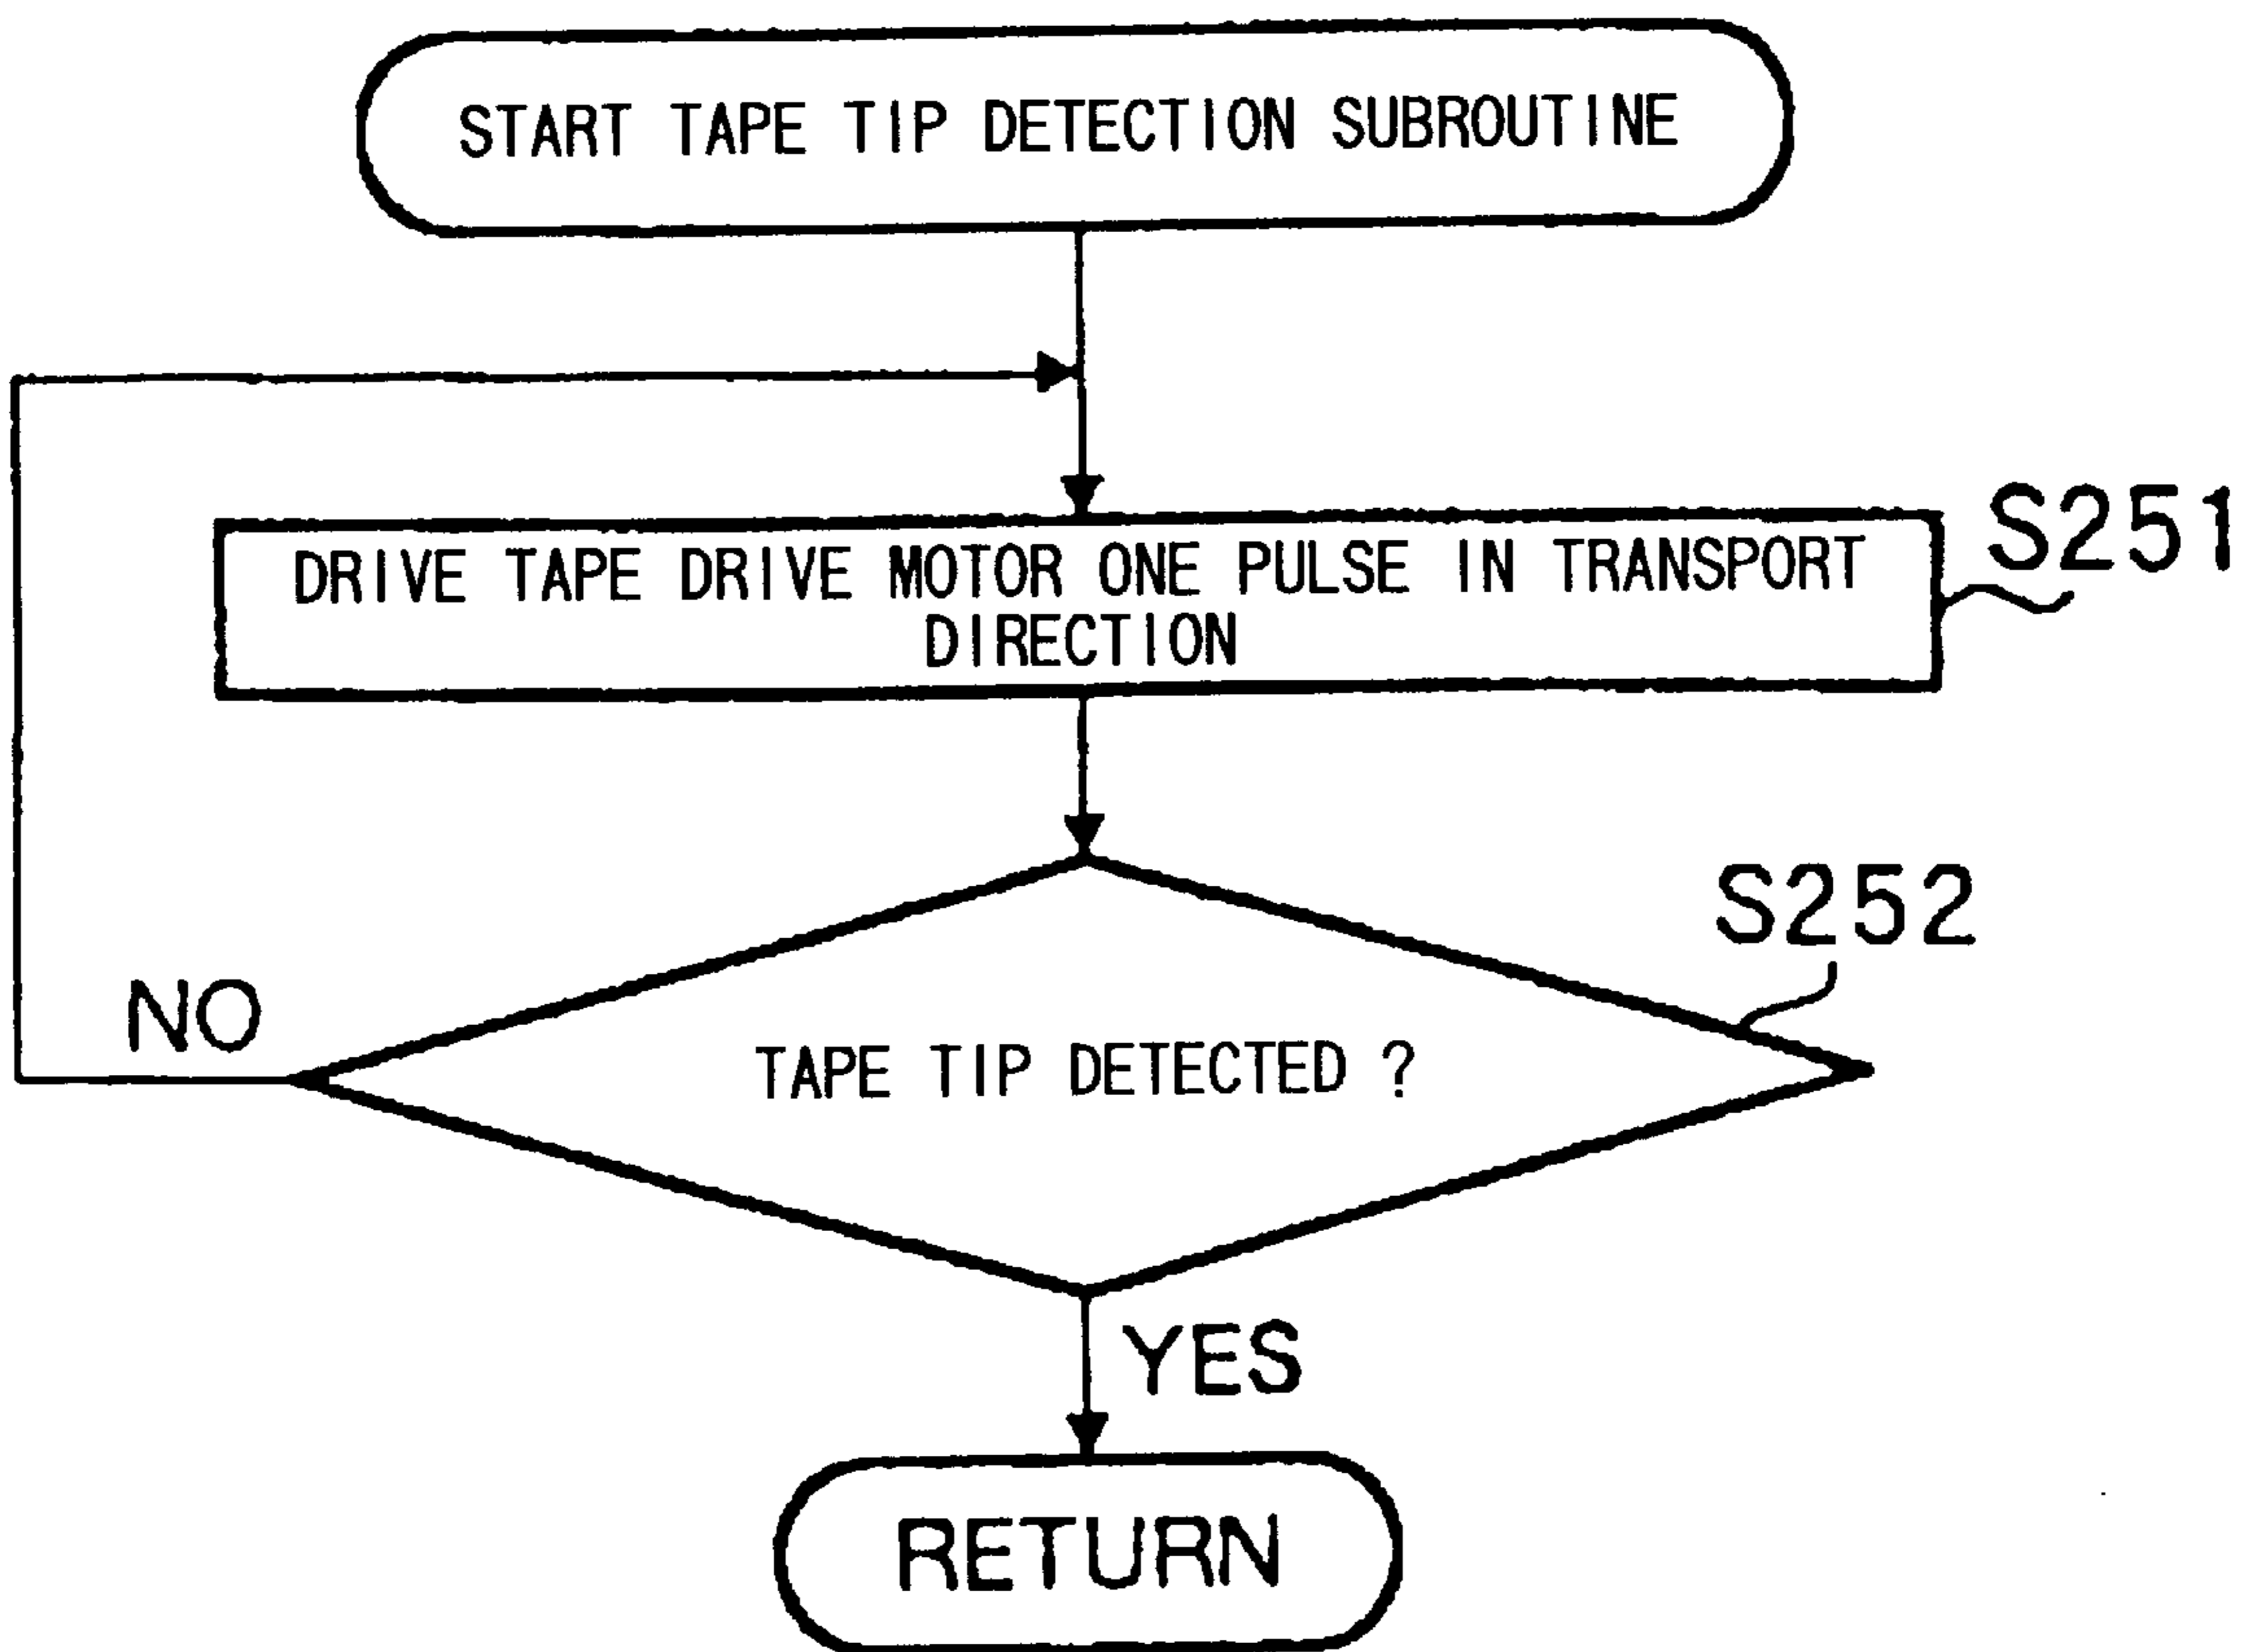 START TAPE TIP DETECTION SUBROUTINE
DRIVE TAPE DRIVE MOTOR ONE PULSE IN TRANSPORT
DIRECTION
S251
S252
NO
TAPE TIP DETECTED ?
YES
RETURN